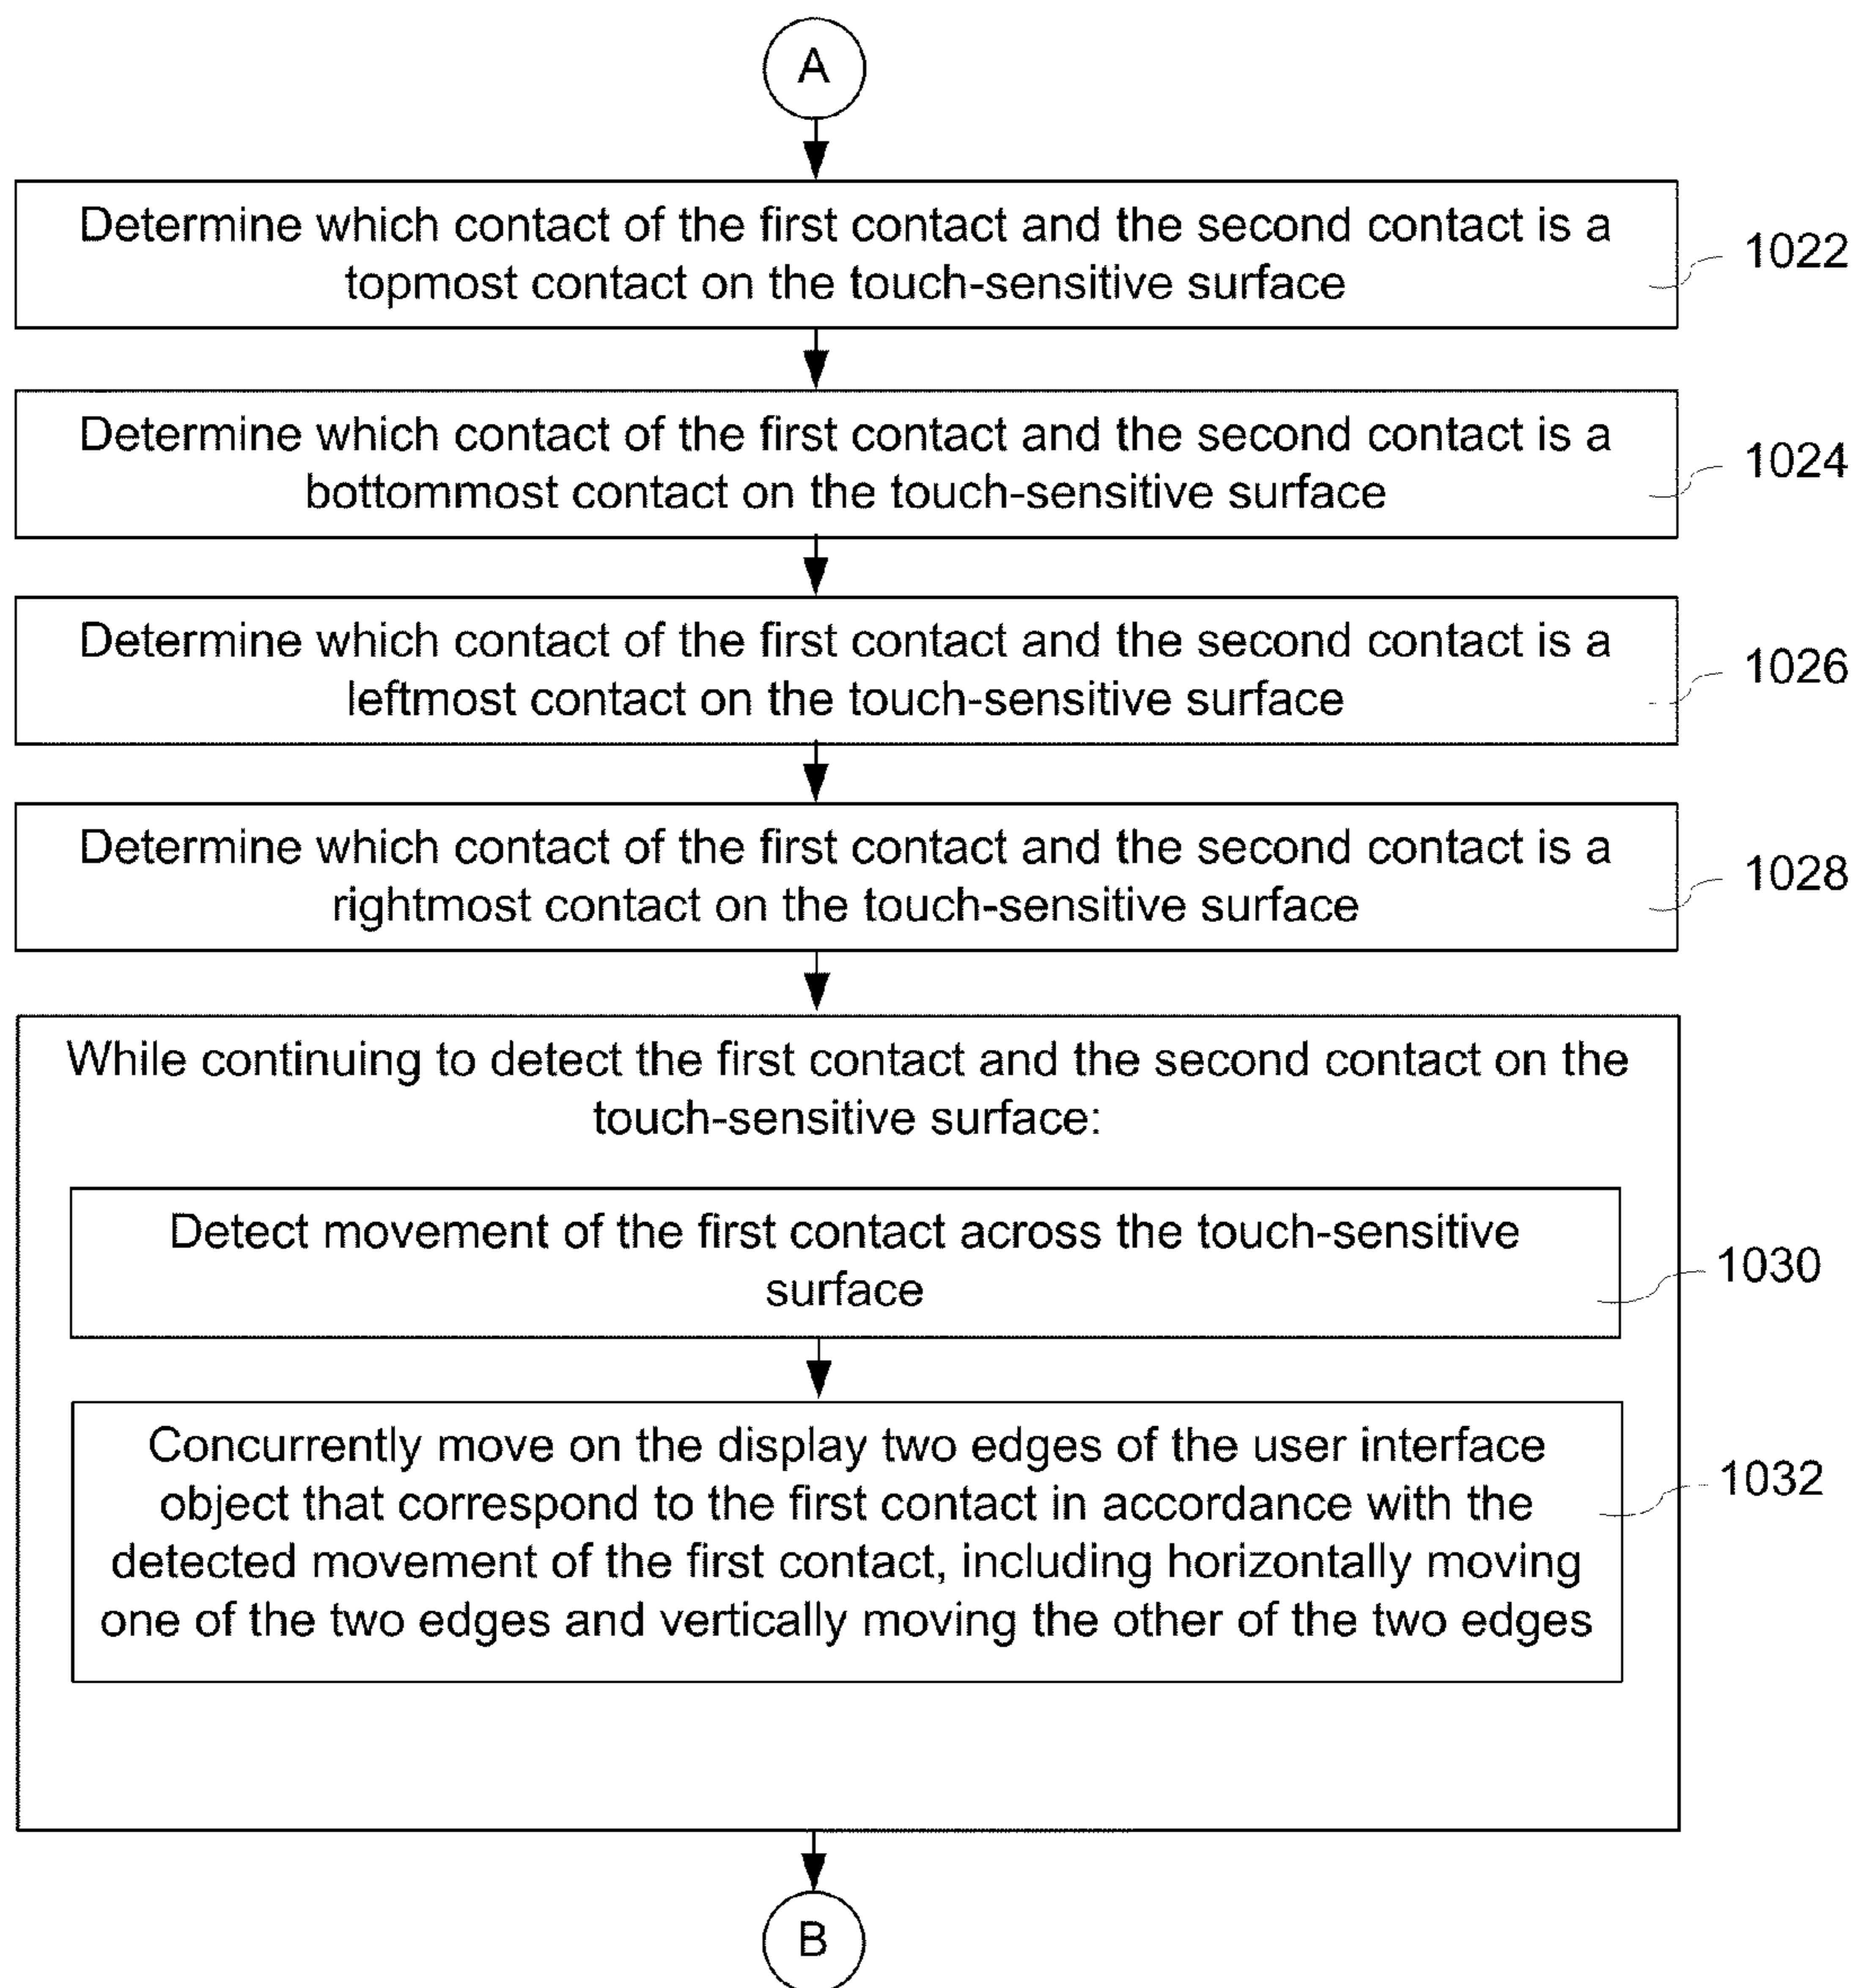 A
Determine which contact of the first contact and the second contact is a
topmost contact on the touch-sensitive surface
1022
Determine which contact of the first contact and the second contact is a
bottommost contact on the touch-sensitive surface
1024
Determine which contact of the first contact and the second contact is a
leftmost contact on the touch-sensitive surface
1026
Determine which contact of the first contact and the second contact is a
rightmost contact on the touch-sensitive surface
1028
While continuing to detect the first contact and the second contact on the
touch-sensitive surface:
Detect movement of the first contact across the touch-sensitive
surface
1030
Concurrently move on the display two edges of the user interface
object that correspond to the first contact in accordance with the
detected movement of the first contact, including horizontally moving
one of the two edges and vertically moving the other of the two edges
1032
B